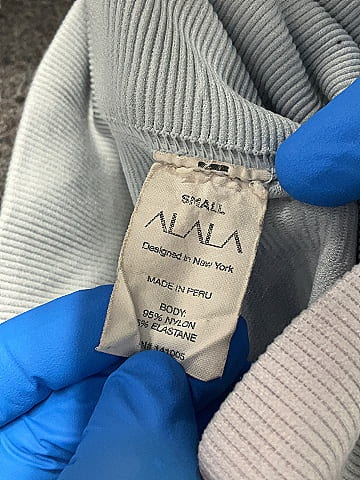 SMALL
ALALA
Designed in New York
MADE IN PERU
BODY:
95% NYLON
5% ELASTANE